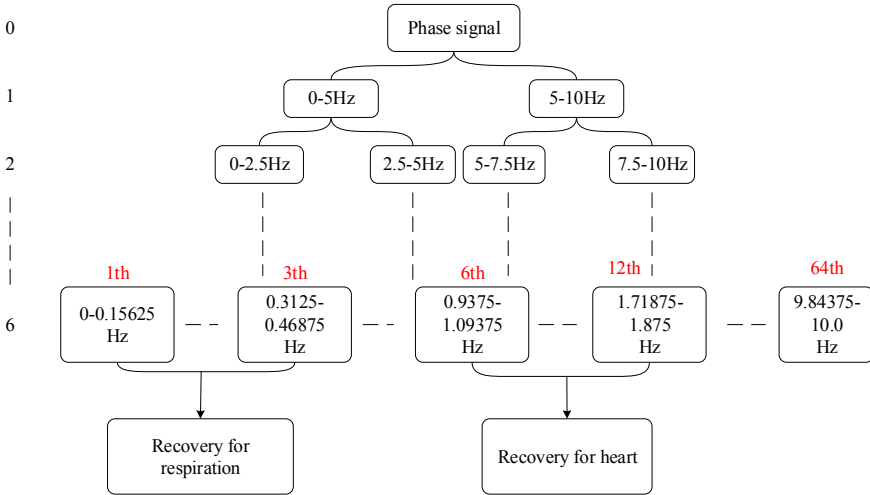 0
Phase signal
1
0-5Hz
5-10Hz
2
0-2.5Hz
2.5-5Hz
5-7.5Hz
7.5-10Hz
1th
3th
6th
12th
64th
6
0-0.15625
Hz
0.3125-
0.46875
Hz
0.9375-
1.09375
Hz
1.71875-
1.875
Hz
9.84375-
10.0
Hz
Recovery for
respiration
Recovery for heart